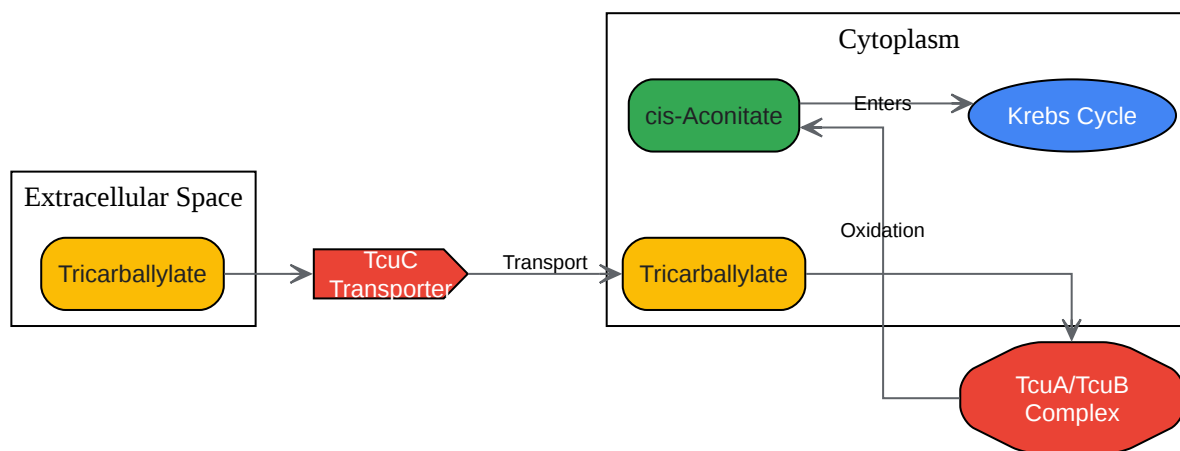 Cytoplasm
cis-Aconitate
Enters
Krebs Cycle
Extracellular Space
Tricarballylate
TcuC
Transporter
Transport
Tricarballylate
Oxidation
TcuA/TcuB
Complex